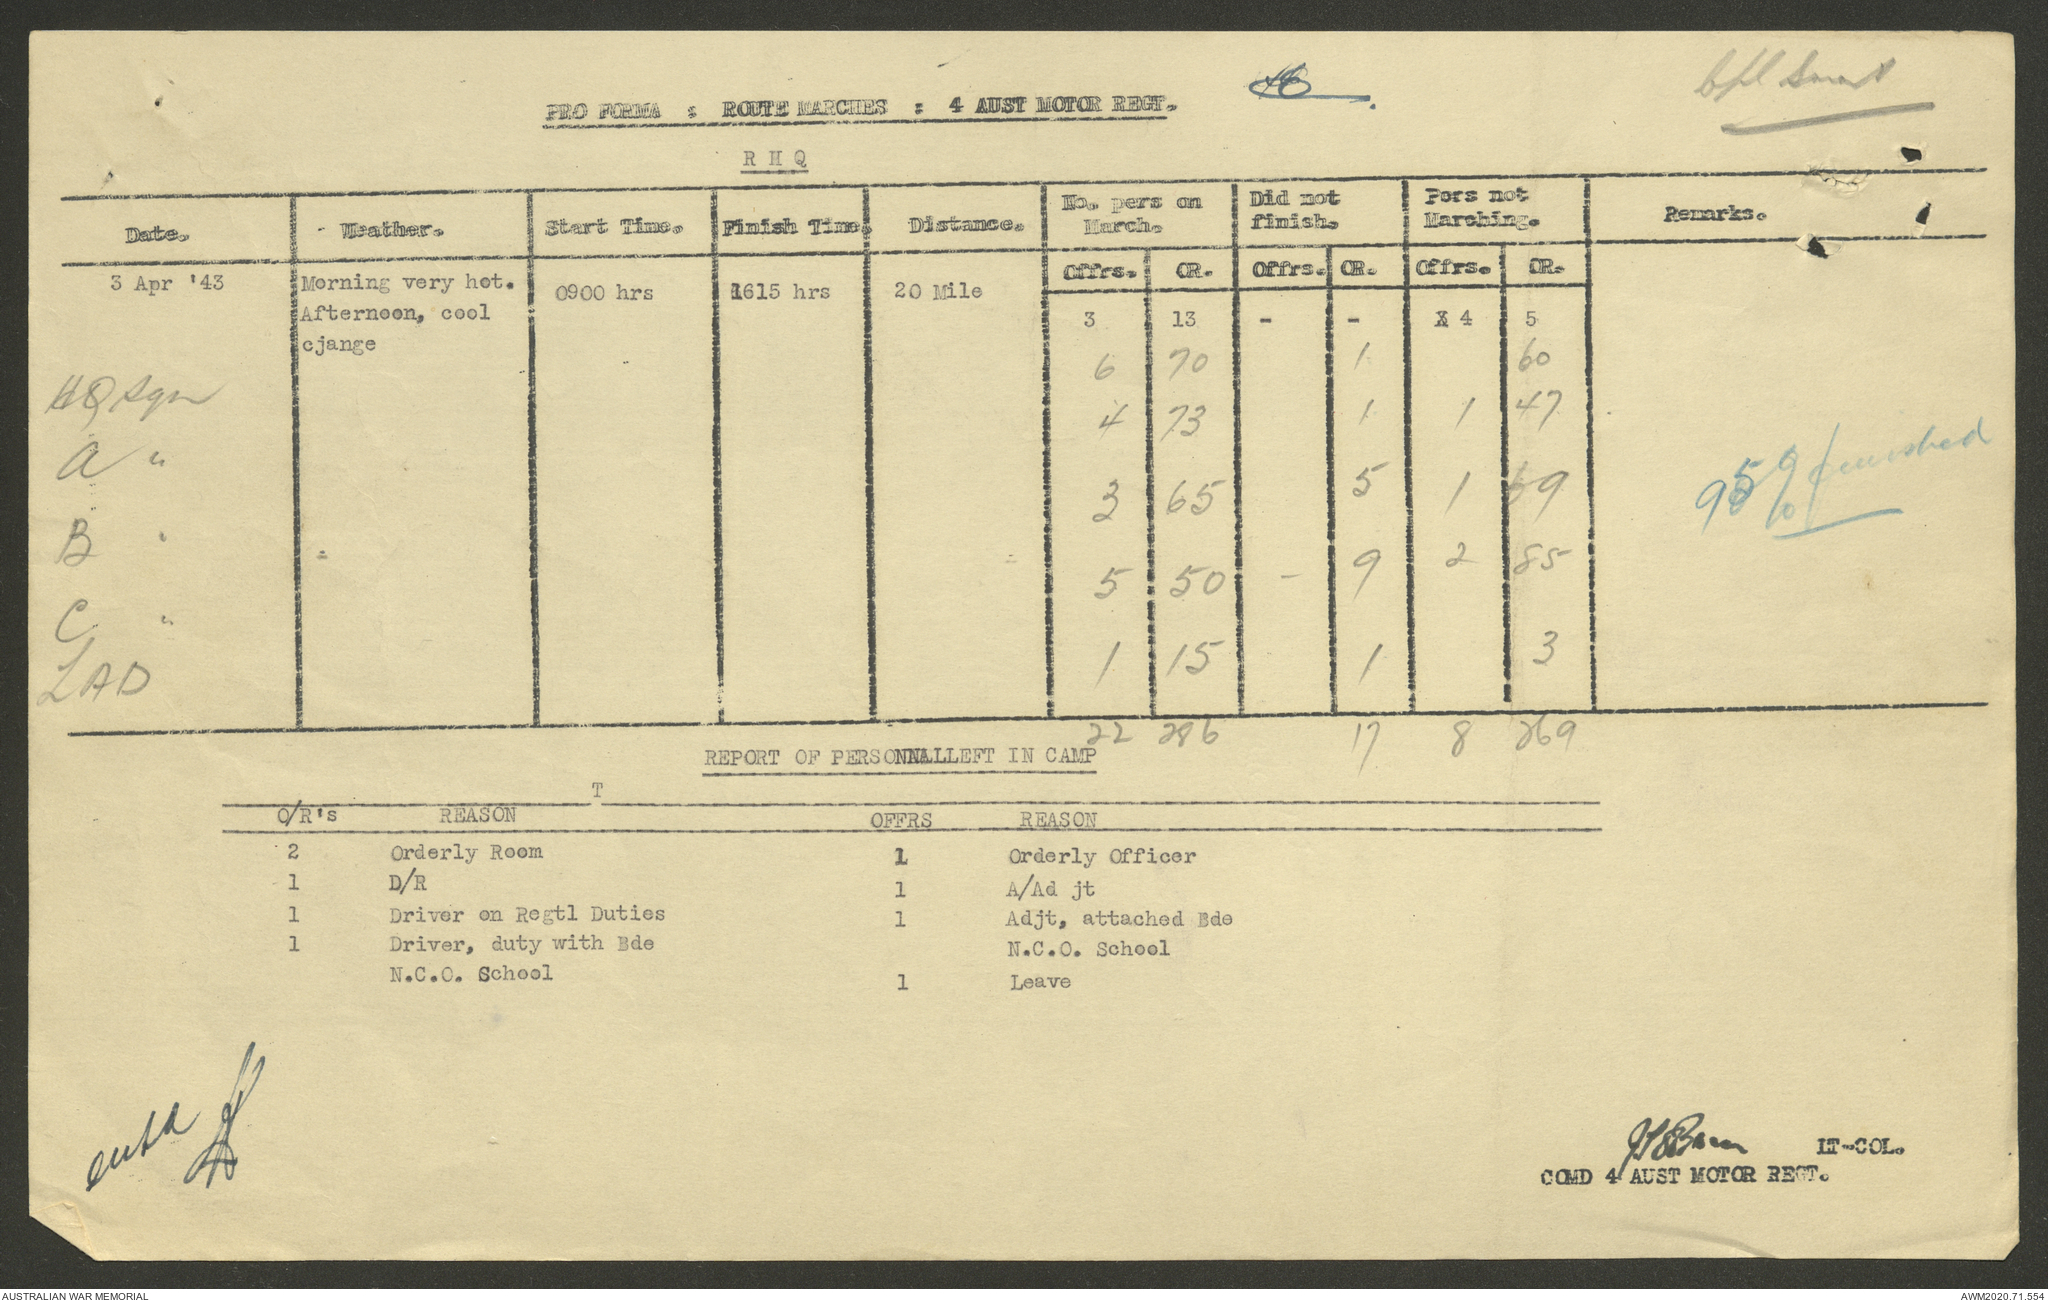 Cpl Smart
46
PRO FORMA : ROUTE MARCHES : 4 AUST MOTOR REGT.
R H Q
Date. Weather. Start Time. Finish Time. Distance. No. pers on March. Did not finish. Pers not Marching. Remarks.
Offrs. OR. Offrs. OR. Offrs. OR.
3 Apr '43 Morning very hot. 0900 hrs 1615 hrs 20 Mile
Afternoon, cool 3 13 - - 4 5
cjange
HQ Sqn 6 70 1 60
A " 4 73 1 1 47
B " 3 65 5 1 69
C " 5 50 - 9 2 85
LAD 1 15 1 3
95% finished
22 286 17 8 269
REPORT OF PERSONNAL LEFT IN CAMP
T
O/R's REASON OFFRS REASON
2 Orderly Room 1 Orderly Officer
1 D/R 1 A/Ad jt
1 Driver on Regtl Duties 1 Adjt, attached Bde
1 Driver, duty with Bde N.C.O. School
N.C.O. School 1 Leave
LT-COL.
COMD 4 AUST MOTOR REGT.
AUSTRALIAN WAR MEMORIAL
AWM2020.71.554